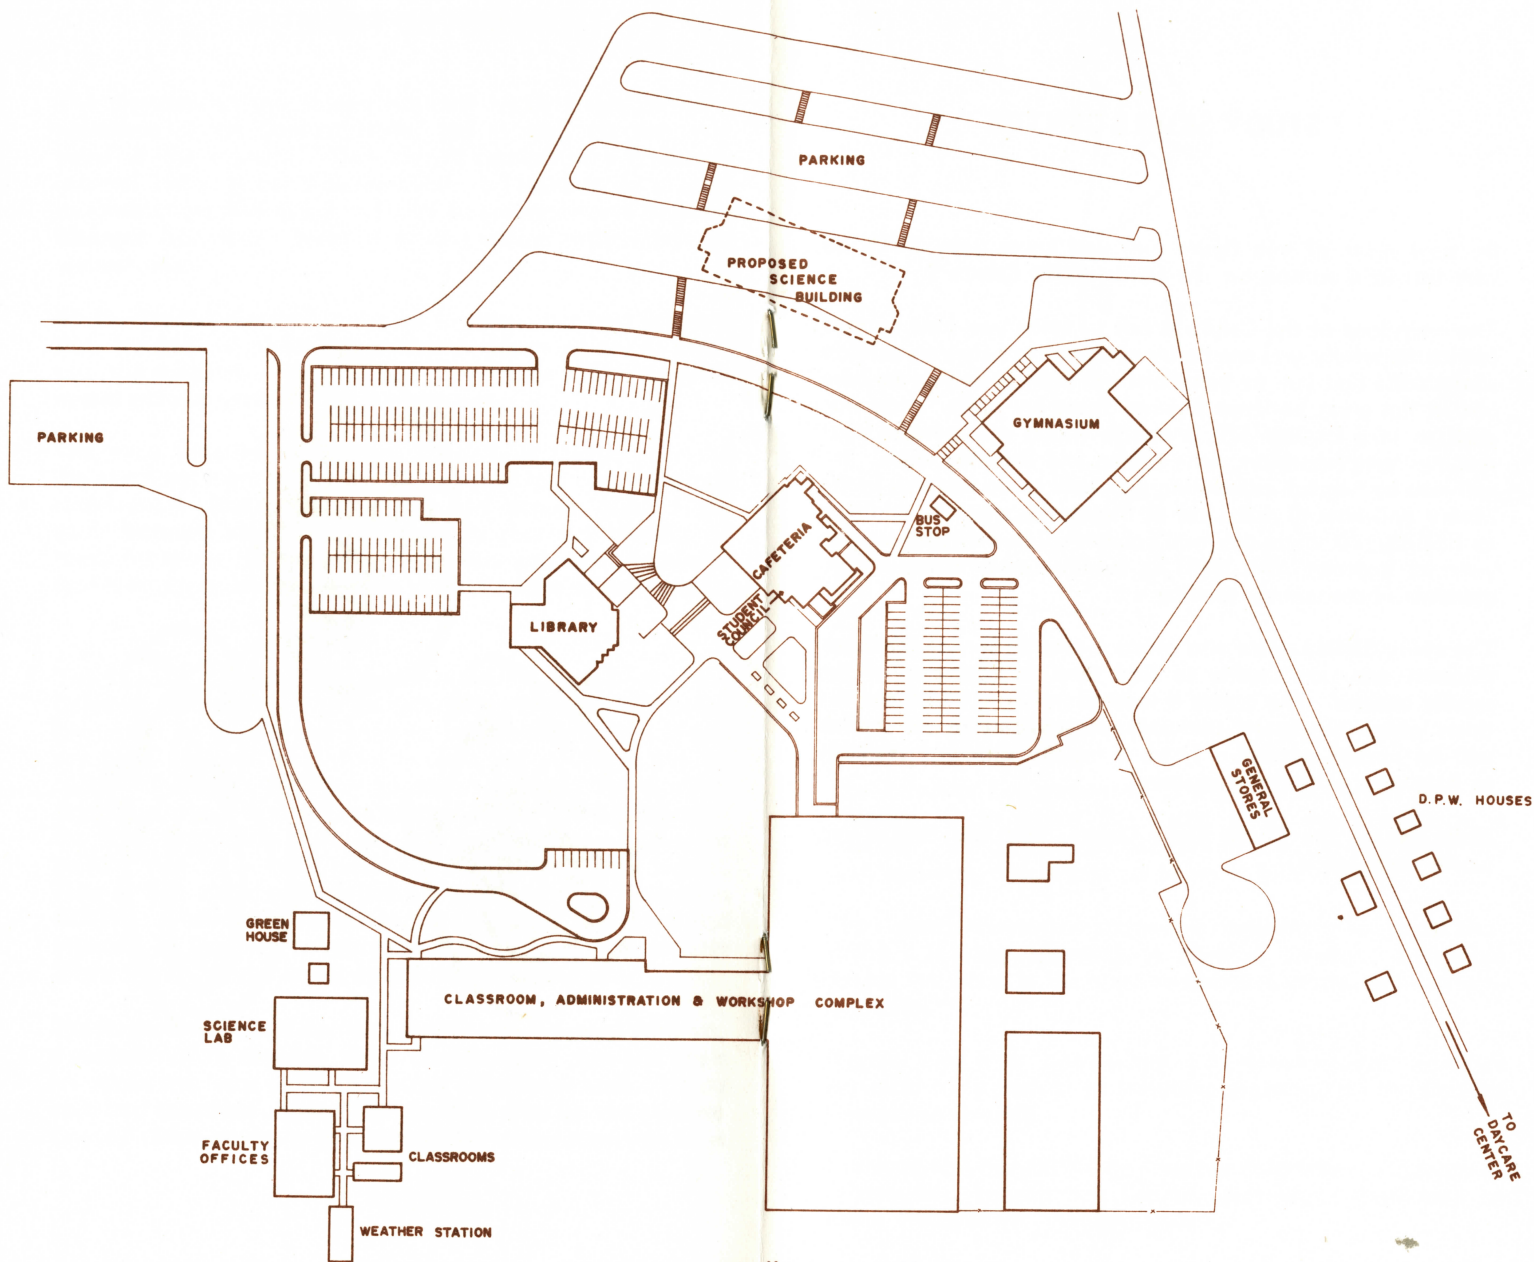 PARKING
PROPOSED
SCIENCE
BUILDING
PARKING
GYMNASIUM
BUS
STOP
CAFETERIA
STUDENT
COUNCIL
LIBRARY
GENERAL
STORES
D.P.W. HOUSES
GREEN
HOUSE
CLASSROOM, ADMINISTRATION & WORKSHOP COMPLEX
SCIENCE
LAB
FACULTY
OFFICES
CLASSROOMS
WEATHER STATION
TO
DAYCARE
CENTER